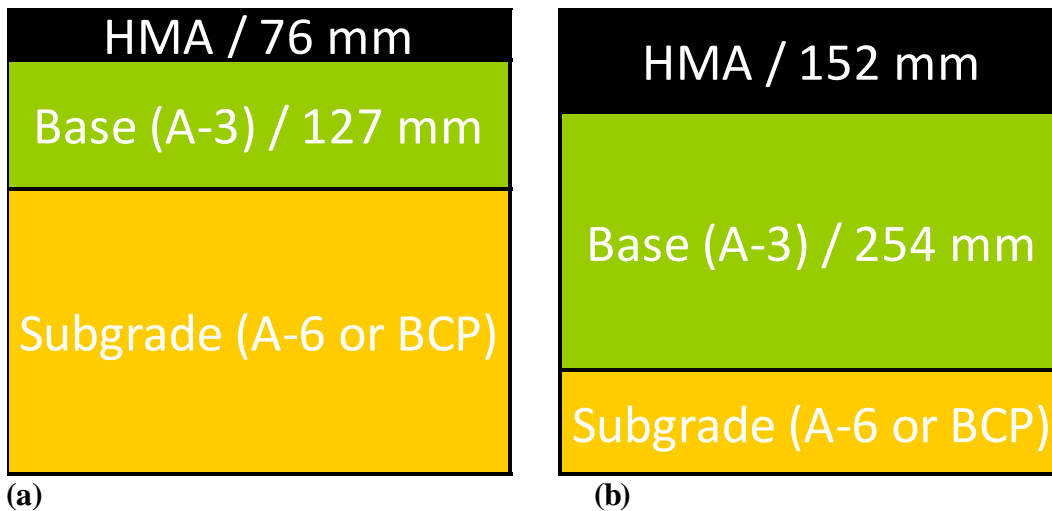 HMA / 76 mm
Base (A-3) / 127 mm
Subgrade (A-6 or BCP)
(a)
HMA / 152 mm
Base (A-3) / 254 mm
Subgrade (A-6 or BCP)
(b)